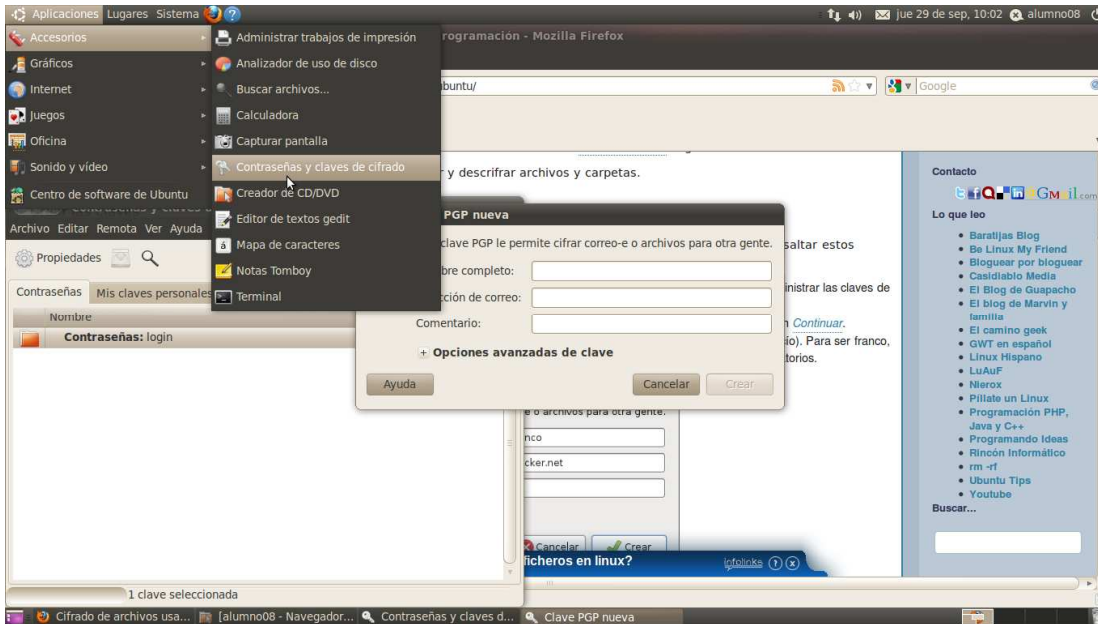 Aplicaciones Lugares Sistema
jue 29 de sep, 10:02 alumno08
Accesorios
Gráficos
Internet
Juegos
Oficina
Sonido y vídeo
Centro de software de Ubuntu
Administrar trabajos de impresión
Analizador de uso de disco
Buscar archivos...
Calculadora
Capturar pantalla
Contraseñas y claves de cifrado
Creador de CD/DVD
Editor de textos gedit
Mapa de caracteres
Notas Tomboy
Terminal
rogramación - Mozilla Firefox
buntu/
Google
y descrifrar archivos y carpetas.
saltar estos
inistrar las claves de
Continuar.
ío). Para ser franco,
torios.
Archivo Editar Remota Ver Ayuda
Propiedades
Contraseñas Mis claves personales
Nombre
Contraseñas: login
1 clave seleccionada
PGP nueva
clave PGP le permite cifrar correo-e o archivos para otra gente.
bre completo:
cción de correo:
Comentario:
+ Opciones avanzadas de clave
Ayuda Cancelar Crear
e o archivos para otra gente.
nco
cker.net
Cancelar Crear
ficheros en linux?
infolinks
Contacto
GMail.com
Lo que leo
Baratijas Blog
Be Linux My Friend
Bloguear por bloguear
Casidiablo Media
El Blog de Guapacho
El blog de Marvin y
familia
El camino geek
GWT en español
Linux Hispano
LuAuF
Nierox
Pillate un Linux
Programación PHP,
Java y C++
Programando Ideas
Rincón Informático
rm -rf
Ubuntu Tips
Youtube
Buscar...
Cifrado de archivos usa... [alumno08 - Navegador... Contraseñas y claves d... Clave PGP nueva